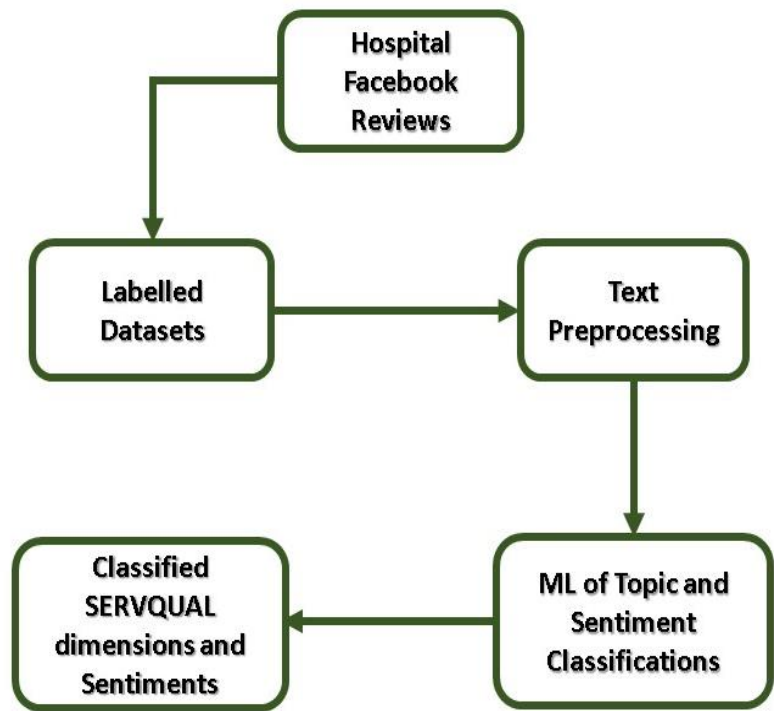 Hospital
Facebook
Reviews
Labelled
Datasets
Text
Preprocessing
ML of Topic and
Sentiment
Classifications
Classified
SERVQUAL
dimensions and
Sentiments